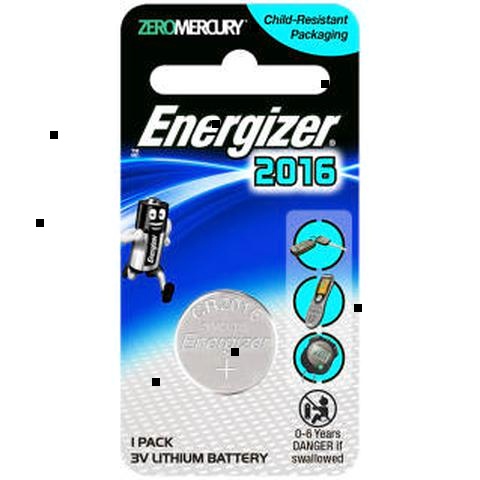 ZEROMERCURY
Child-Resistant
Packaging
Energizer®
2016
Energizer
CR2016
Energizer
+
1 PACK
3V LITHIUM BATTERY
0-6 Years
DANGER if
swallowed